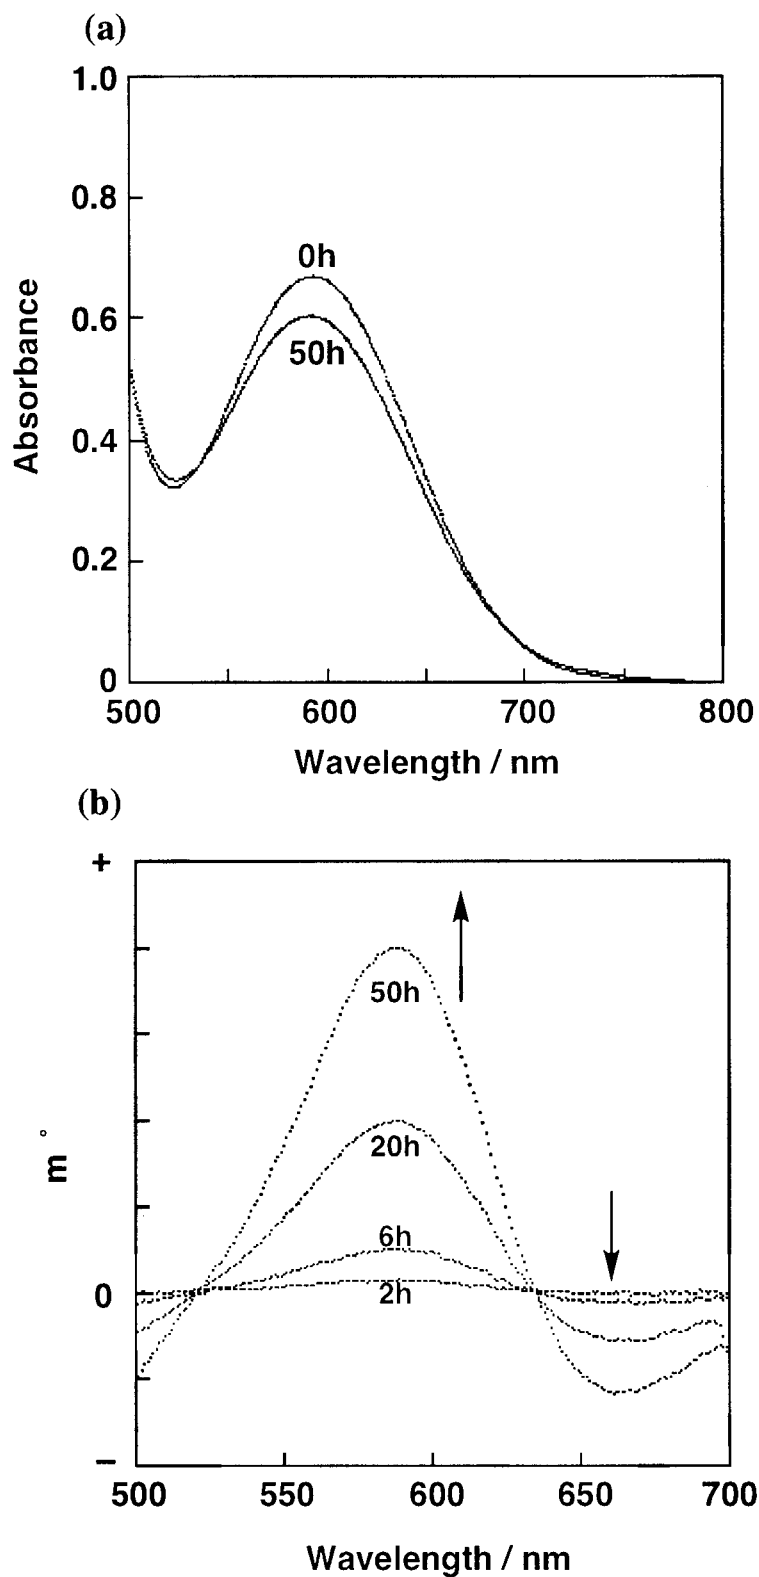 (a)
1.0
0.8
0.6
0.4
0.2
0
Absorbance
0h
50h
500 600 700 800
Wavelength / nm
(b)
+
m °
0
−
50h
20h
6h
2h
500 550 600 650 700
Wavelength / nm